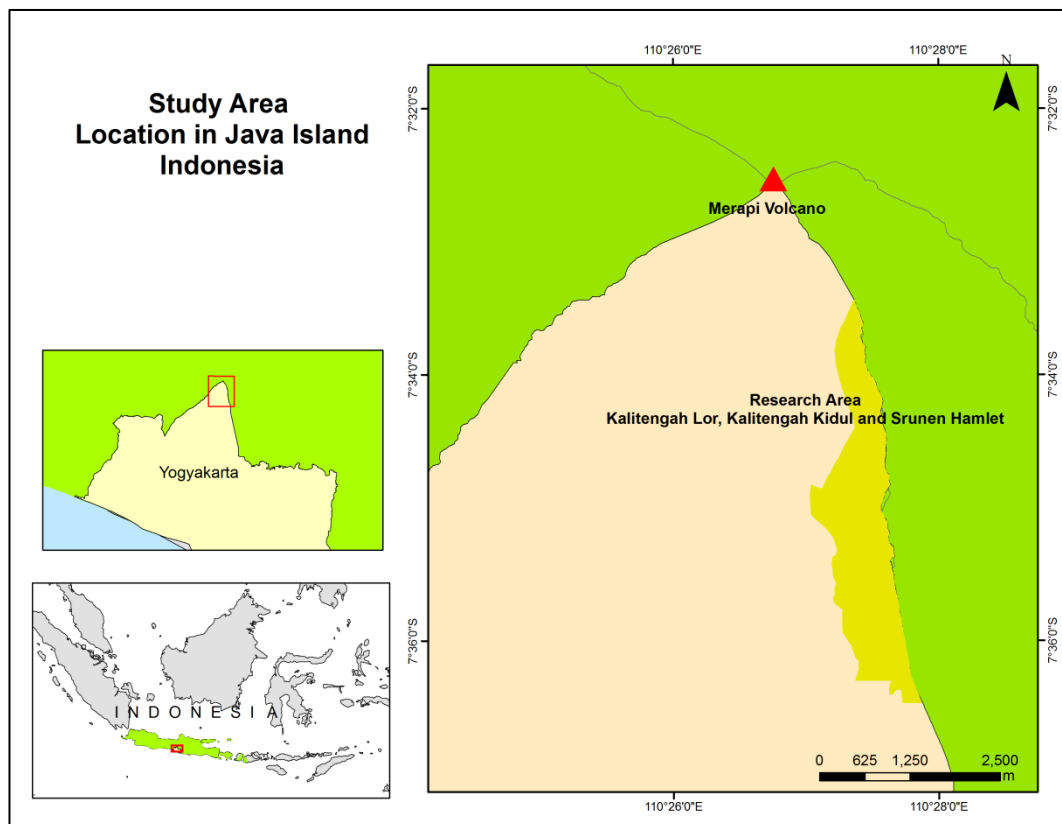 Study Area
Location in Java Island
Indonesia
110°26'0"E
110°28'0"E
N
7°32'0"S
7°32'0"S
Merapi Volcano
7°34'0"S
7°34'0"S
Research Area
Kalitengah Lor, Kalitengah Kidul and Srunen Hamlet
Yogyakarta
7°36'0"S
7°36'0"S
INDONESIA
0 625 1,250 2,500
m
110°26'0"E
110°28'0"E